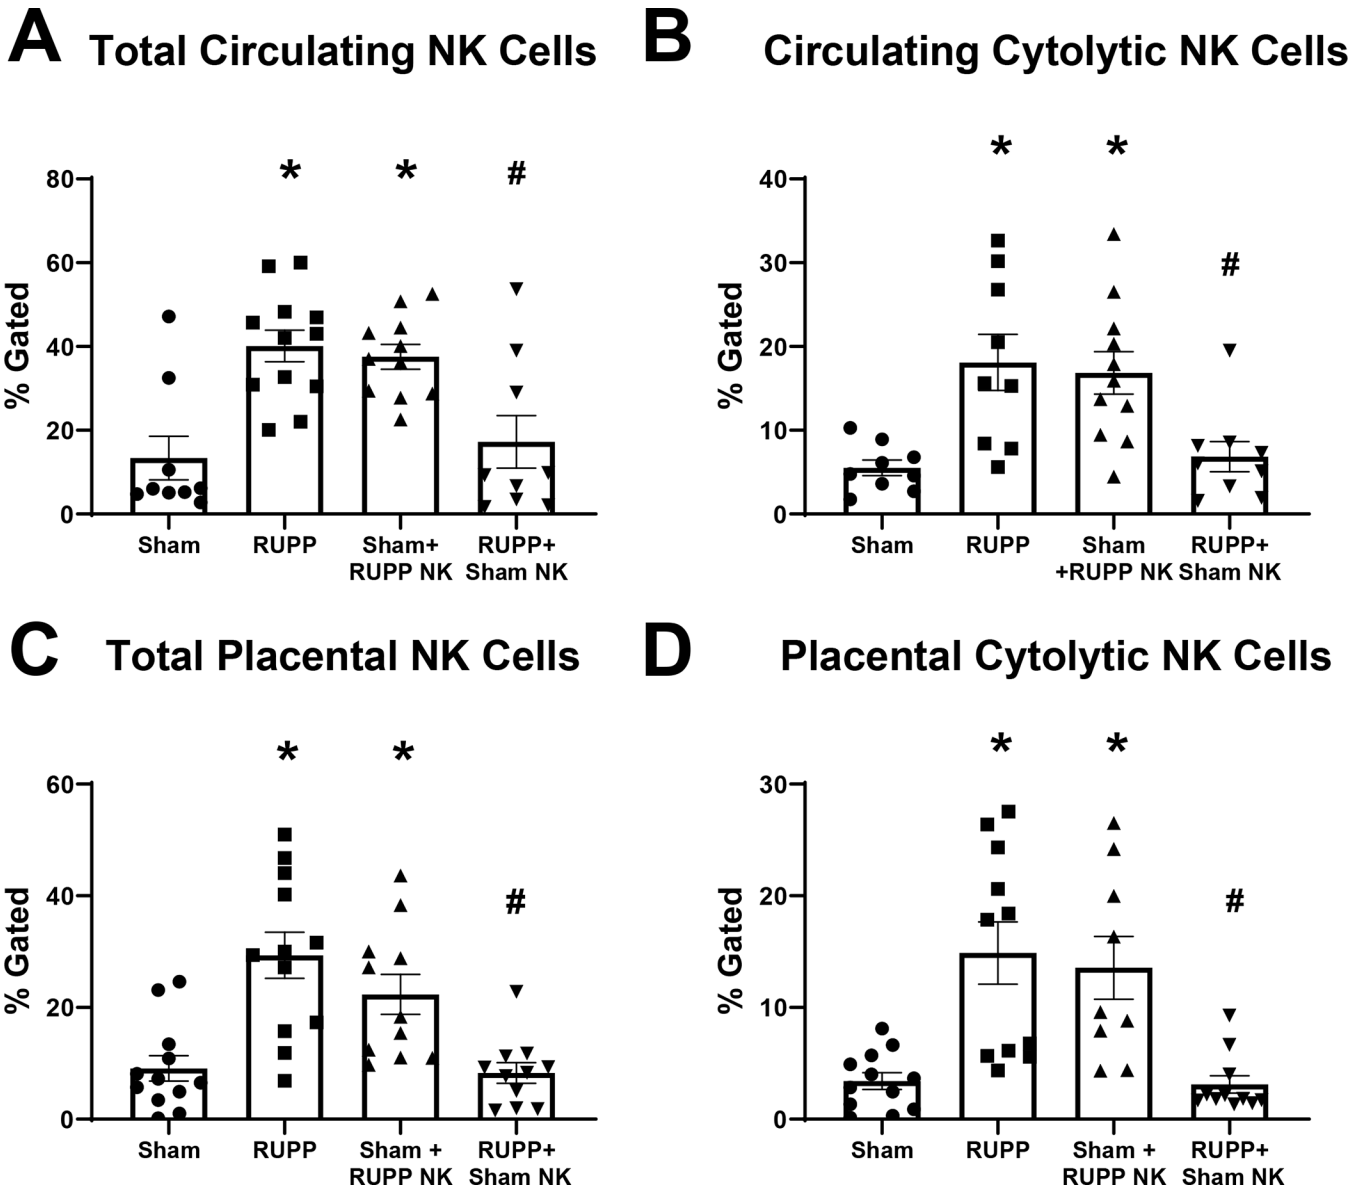 A Total Circulating NK Cells
* * #
80
60
40
20
0
% Gated
Sham RUPP Sham+ RUPP+
RUPP NK Sham NK
B Circulating Cytolytic NK Cells
* *
#
40
30
20
10
0
% Gated
Sham RUPP Sham RUPP+
+RUPP NK Sham NK
C Total Placental NK Cells
* *
#
60
40
20
0
% Gated
Sham RUPP Sham + RUPP+
RUPP NK Sham NK
D Placental Cytolytic NK Cells
* *
#
30
20
10
0
% Gated
Sham RUPP Sham + RUPP+
RUPP NK Sham NK